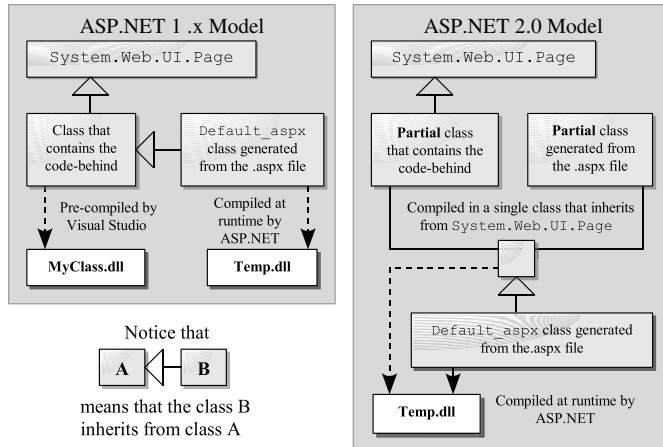 ASP.NET 1 .x Model
System.Web.UI.Page
Class that
contains the
code-behind
Default_aspx
class generated
from the .aspx file
Pre-compiled by
Visual Studio
Compiled at
runtime by
ASP.NET
MyClass.dll
Temp.dll
Notice that
A
B
means that the class B
inherits from class A
ASP.NET 2.0 Model
System.Web.UI.Page
Partial class
that contains the
code-behind
Partial class
generated from
the .aspx file
Compiled in a single class that inherits
from System.Web.UI.Page
Default_aspx class generated
from the.aspx file
Temp.dll
Compiled at runtime by
ASP.NET